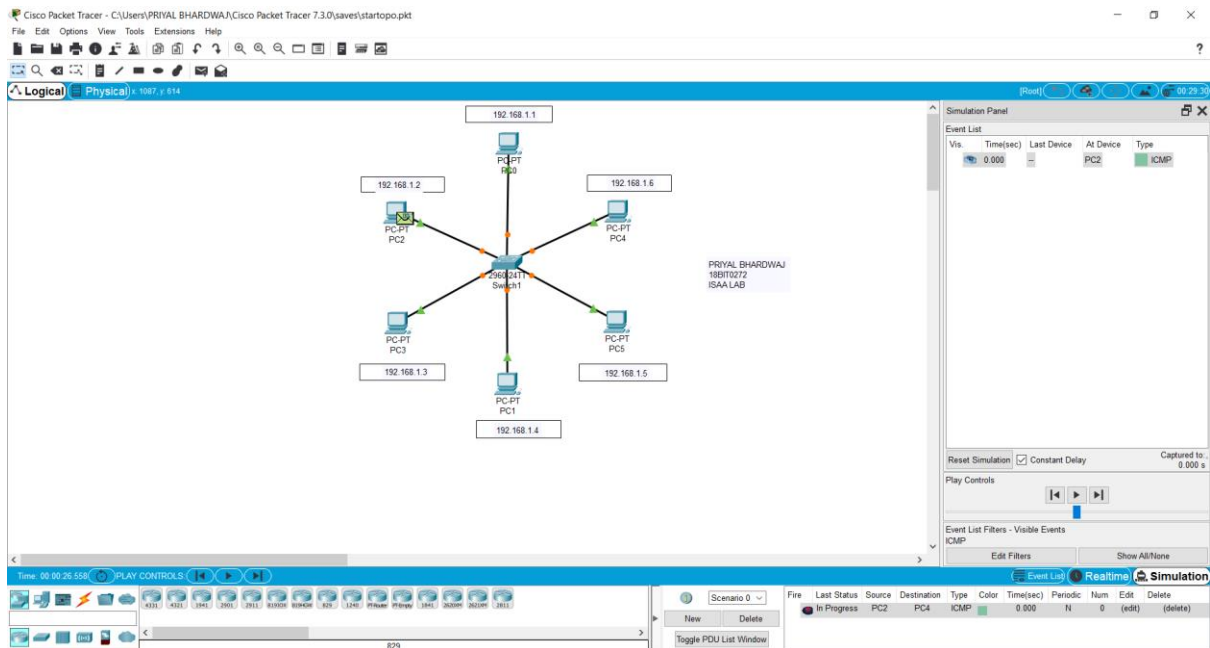 Cisco Packet Tracer - C:\Users\PRIYAL BHARDWAJ\Cisco Packet Tracer 7.3.0\saves\startopo.pkt
File Edit Options View Tools Extensions Help
?
Logical Physical x: 1087, y: 614 [Root] 00:29:30
192.168.1.1
PC-PT
PC0
192.168.1.2
PC-PT
PC2
192.168.1.6
PC-PT
PC4
2960-24TT
Switch1
PRIYAL BHARDWAJ
18BIT0272
ISAA LAB
PC-PT
PC3
192.168.1.3
PC-PT
PC5
192.168.1.5
PC-PT
PC1
192.168.1.4
Simulation Panel
Event List
Vis. Time(sec) Last Device At Device Type
0.000 -- PC2 ICMP
Reset Simulation Constant Delay Captured to:
0.000 s
Play Controls
Event List Filters - Visible Events
ICMP
Edit Filters Show All/None
Time: 00:00:26.558 PLAY CONTROLS: Event List Realtime Simulation
4331 4321 1941 2901 2911 819IOX 819HGW 829 1240 PT-Router PT-Empty 1841 2620XM 2621XM 2811
829
Scenario 0
New Delete
Toggle PDU List Window
Fire Last Status Source Destination Type Color Time(sec) Periodic Num Edit Delete
In Progress PC2 PC4 ICMP 0.000 N 0 (edit) (delete)